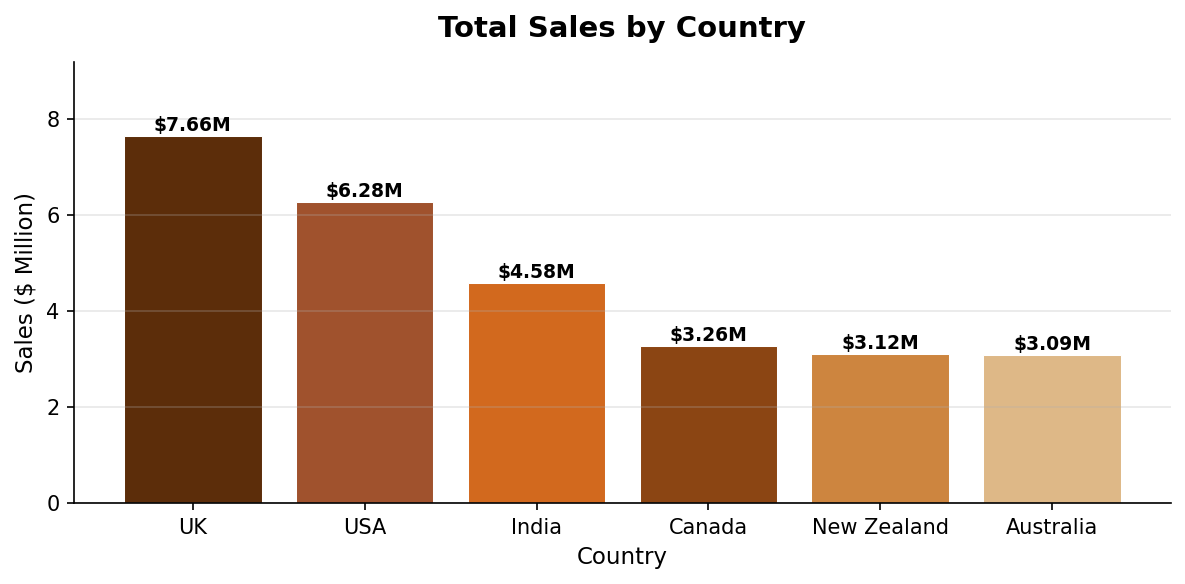 Total Sales by Country
Sales ($ Million)
8
6
4
2
0
$7.66M
$6.28M
$4.58M
$3.26M
$3.12M
$3.09M
UK
USA
India
Canada
New Zealand
Australia
Country